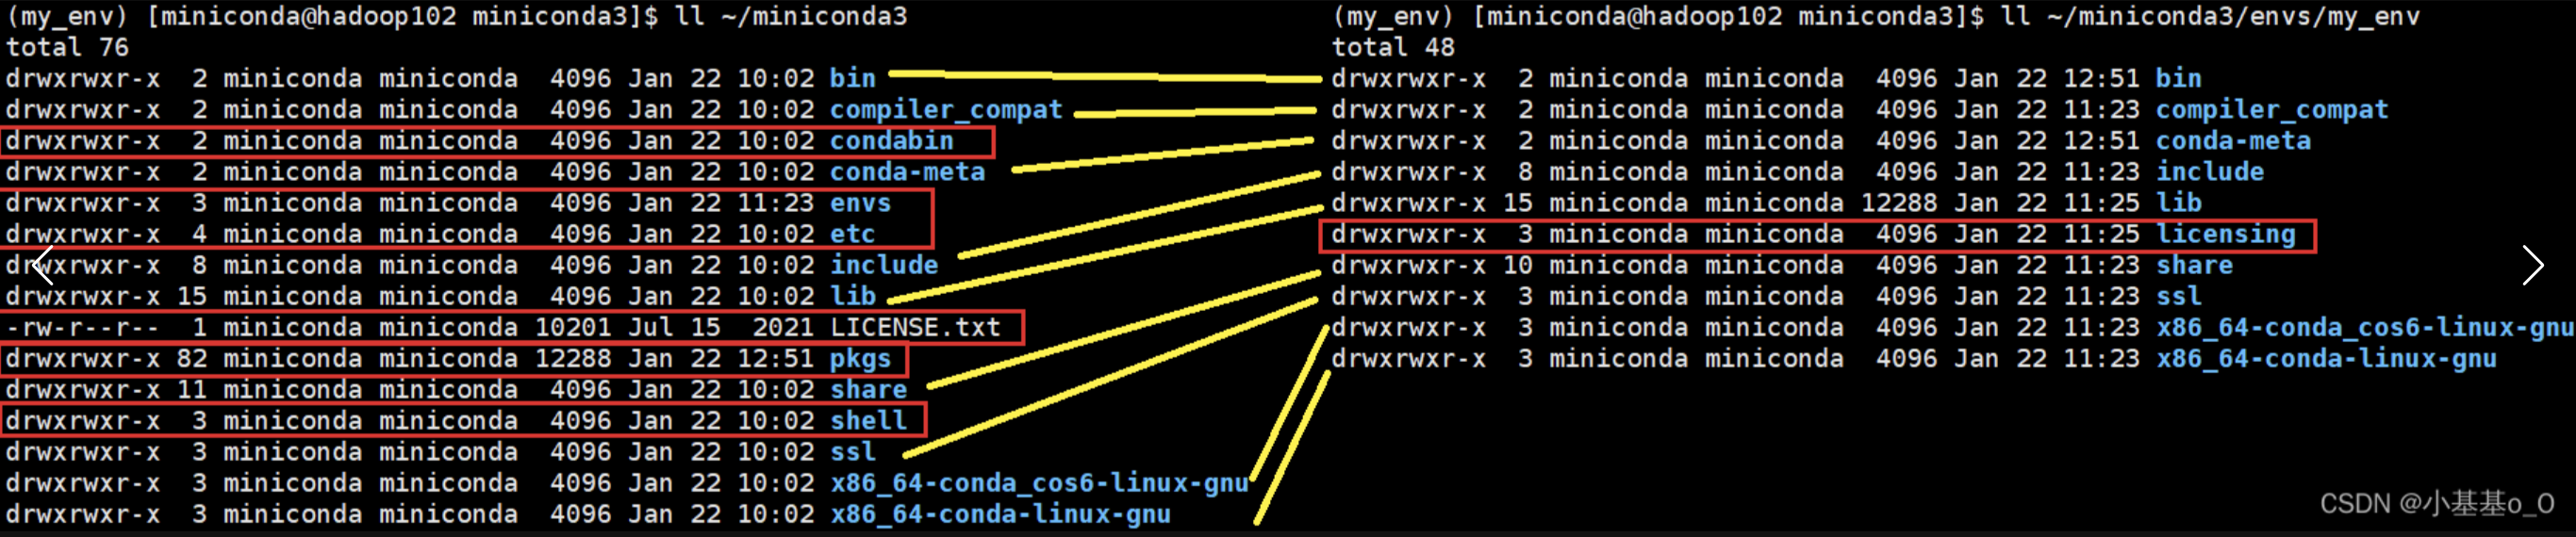 (my_env) [miniconda@hadoop102 miniconda3]$ ll ~/miniconda3
total 76
drwxrwxr-x  2 miniconda miniconda  4096 Jan 22 10:02 bin
drwxrwxr-x  2 miniconda miniconda  4096 Jan 22 10:02 compiler_compat
drwxrwxr-x  2 miniconda miniconda  4096 Jan 22 10:02 condabin
drwxrwxr-x  2 miniconda miniconda  4096 Jan 22 10:02 conda-meta
drwxrwxr-x  3 miniconda miniconda  4096 Jan 22 11:23 envs
drwxrwxr-x  4 miniconda miniconda  4096 Jan 22 10:02 etc
drwxrwxr-x  8 miniconda miniconda  4096 Jan 22 10:02 include
drwxrwxr-x 15 miniconda miniconda  4096 Jan 22 10:02 lib
-rw-r--r--  1 miniconda miniconda 10201 Jul 15  2021 LICENSE.txt
drwxrwxr-x 82 miniconda miniconda 12288 Jan 22 12:51 pkgs
drwxrwxr-x 11 miniconda miniconda  4096 Jan 22 10:02 share
drwxrwxr-x  3 miniconda miniconda  4096 Jan 22 10:02 shell
drwxrwxr-x  3 miniconda miniconda  4096 Jan 22 10:02 ssl
drwxrwxr-x  3 miniconda miniconda  4096 Jan 22 10:02 x86_64-conda_cos6-linux-gnu
drwxrwxr-x  3 miniconda miniconda  4096 Jan 22 10:02 x86_64-conda-linux-gnu
(my_env) [miniconda@hadoop102 miniconda3]$ ll ~/miniconda3/envs/my_env
total 48
drwxrwxr-x  2 miniconda miniconda  4096 Jan 22 12:51 bin
drwxrwxr-x  2 miniconda miniconda  4096 Jan 22 11:23 compiler_compat
drwxrwxr-x  2 miniconda miniconda  4096 Jan 22 12:51 conda-meta
drwxrwxr-x  8 miniconda miniconda  4096 Jan 22 11:23 include
drwxrwxr-x 15 miniconda miniconda 12288 Jan 22 11:25 lib
drwxrwxr-x  3 miniconda miniconda  4096 Jan 22 11:25 licensing
drwxrwxr-x 10 miniconda miniconda  4096 Jan 22 11:23 share
drwxrwxr-x  3 miniconda miniconda  4096 Jan 22 11:23 ssl
drwxrwxr-x  3 miniconda miniconda  4096 Jan 22 11:23 x86_64-conda_cos6-linux-gnu
drwxrwxr-x  3 miniconda miniconda  4096 Jan 22 11:23 x86_64-conda-linux-gnu
CSDN @小基基o_O